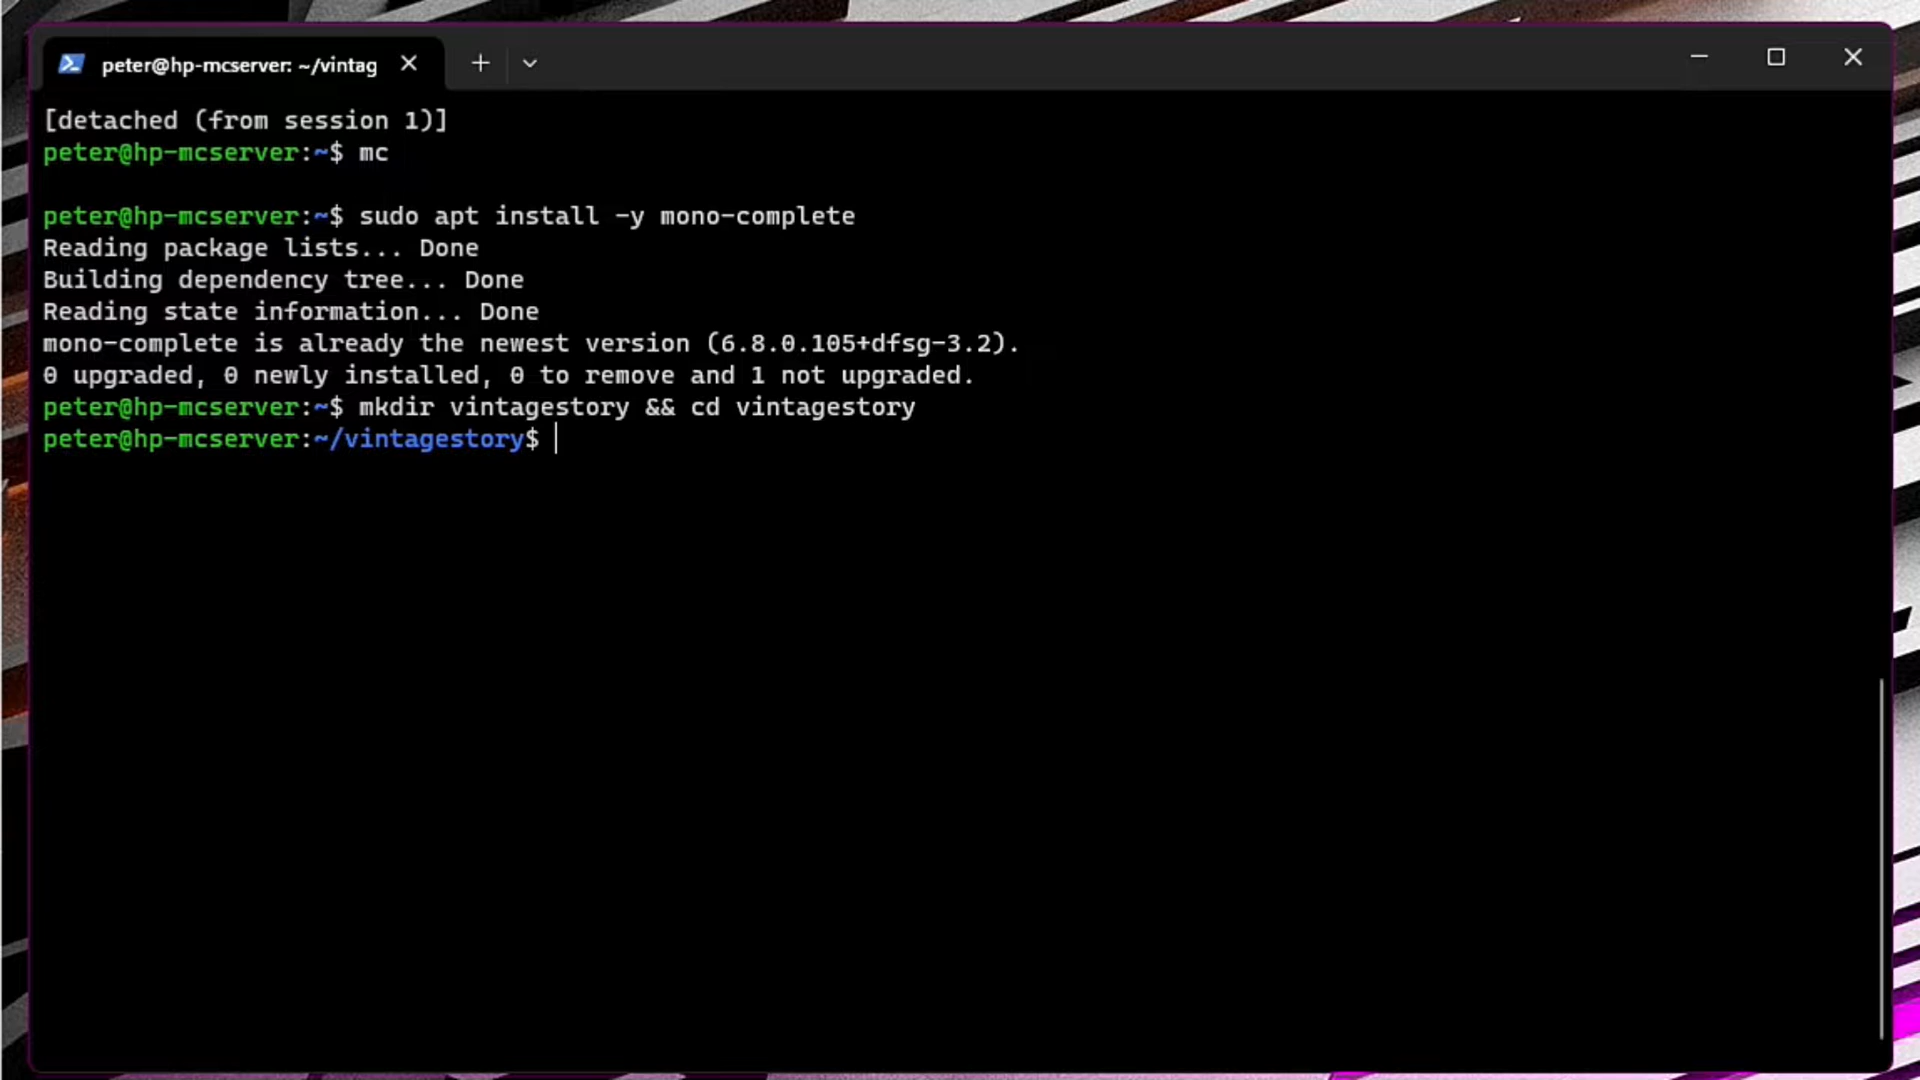 peter@hp-mcserver: ~/vintag
[detached (from session 1)]
peter@hp-mcserver:~$ mc
peter@hp-mcserver:~$ sudo apt install -y mono-complete
Reading package lists... Done
Building dependency tree... Done
Reading state information... Done
mono-complete is already the newest version (6.8.0.105+dfsg-3.2).
0 upgraded, 0 newly installed, 0 to remove and 1 not upgraded.
peter@hp-mcserver:~$ mkdir vintagestory && cd vintagestory
peter@hp-mcserver:~/vintagestory$